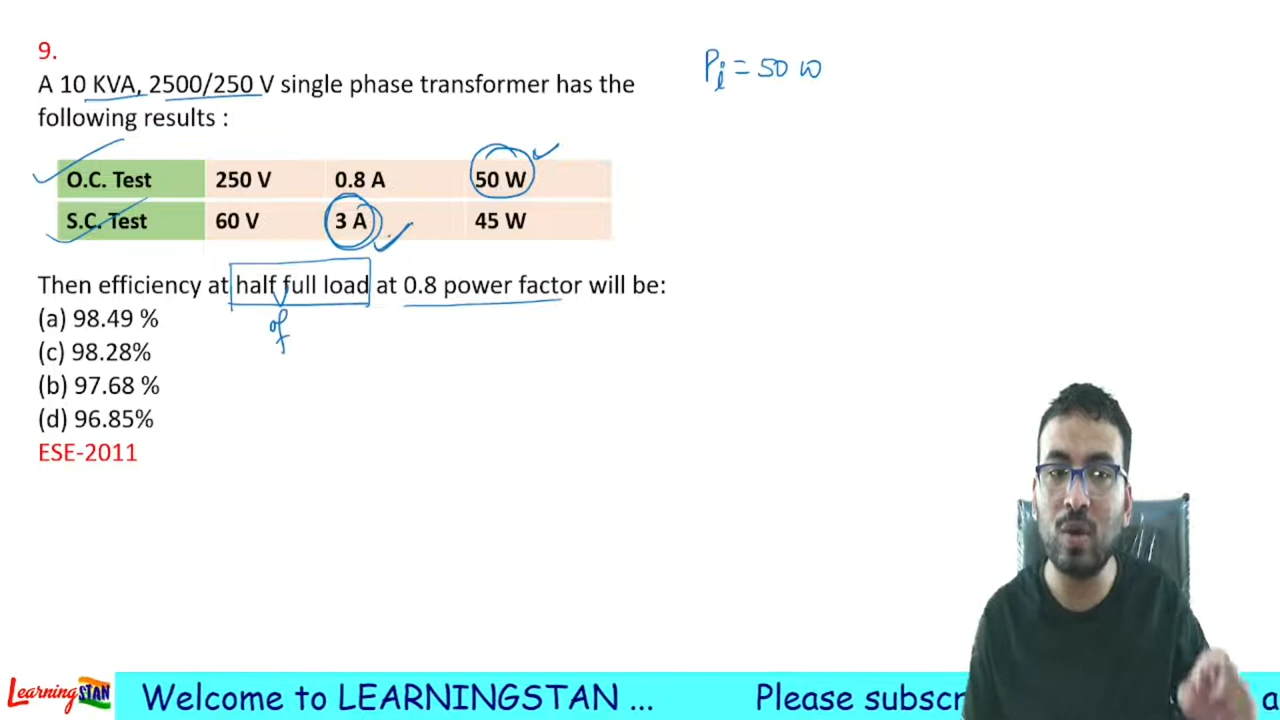 9.
A 10 KVA, 2500/250 V single phase transformer has the
following results :
O.C. Test 250 V 0.8 A 50 W
S.C. Test 60 V 3 A 45 W
Then efficiency at half full load at 0.8 power factor will be:
of
(a) 98.49 %
(c) 98.28%
(b) 97.68 %
(d) 96.85%
ESE-2011
Pi = 50 W
LearningSTAN
Welcome to LEARNINGSTAN ... Please subscr
a